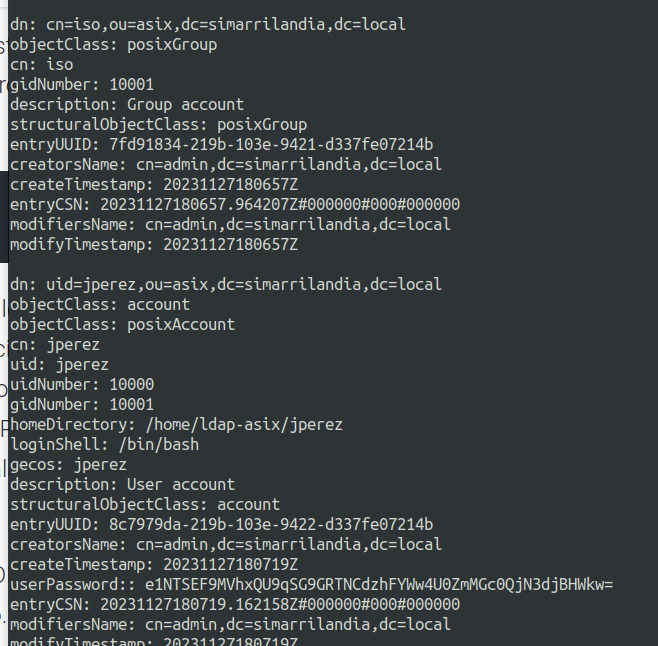 dn: cn=iso,ou=asix,dc=simarrilandia,dc=local
objectClass: posixGroup
cn: iso
gidNumber: 10001
description: Group account
structuralObjectClass: posixGroup
entryUUID: 7fd91834-219b-103e-9421-d337fe07214b
creatorsName: cn=admin,dc=simarrilandia,dc=local
createTimestamp: 20231127180657Z
entryCSN: 20231127180657.964207Z#000000#000#000000
modifiersName: cn=admin,dc=simarrilandia,dc=local
modifyTimestamp: 20231127180657Z
dn: uid=jperez,ou=asix,dc=simarrilandia,dc=local
objectClass: account
objectClass: posixAccount
cn: jperez
uid: jperez
uidNumber: 10000
gidNumber: 10001
homeDirectory: /home/ldap-asix/jperez
loginShell: /bin/bash
gecos: jperez
description: User account
structuralObjectClass: account
entryUUID: 8c7979da-219b-103e-9422-d337fe07214b
creatorsName: cn=admin,dc=simarrilandia,dc=local
createTimestamp: 20231127180719Z
userPassword:: e1NTSEF9MVhxQU9qSG9GRTNCdzhFYWw4U0ZmMGc0QjN3djBHWkw=
entryCSN: 20231127180719.162158Z#000000#000#000000
modifiersName: cn=admin,dc=simarrilandia,dc=local
modifyTimestamp: 20231127180719Z